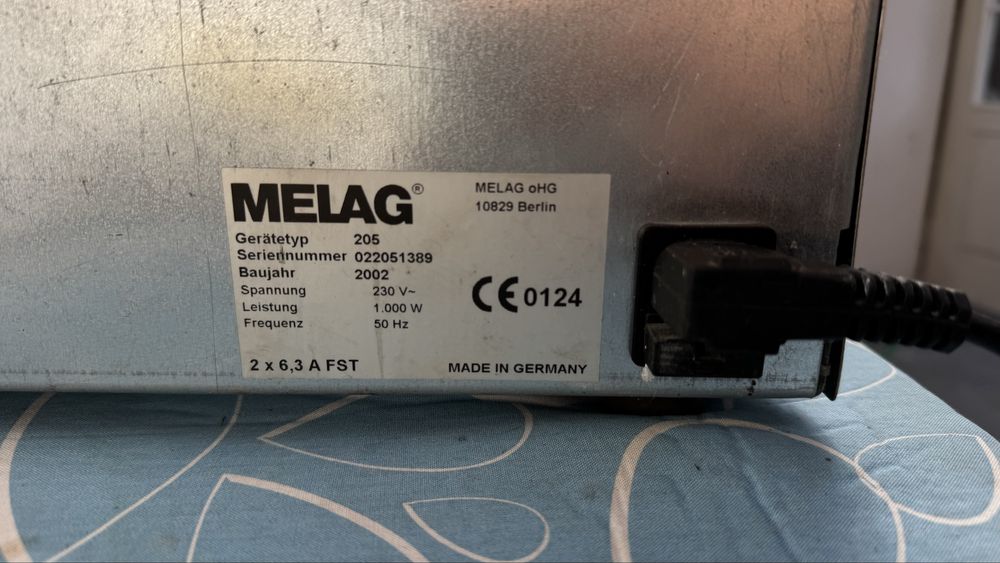 MELAG®
MELAG oHG
10829 Berlin
Gerätetyp 205
Seriennummer 022051389
Baujahr 2002
Spannung 230 V~
Leistung 1.000 W
Frequenz 50 Hz
CE 0124
2 x 6,3 A FST
MADE IN GERMANY